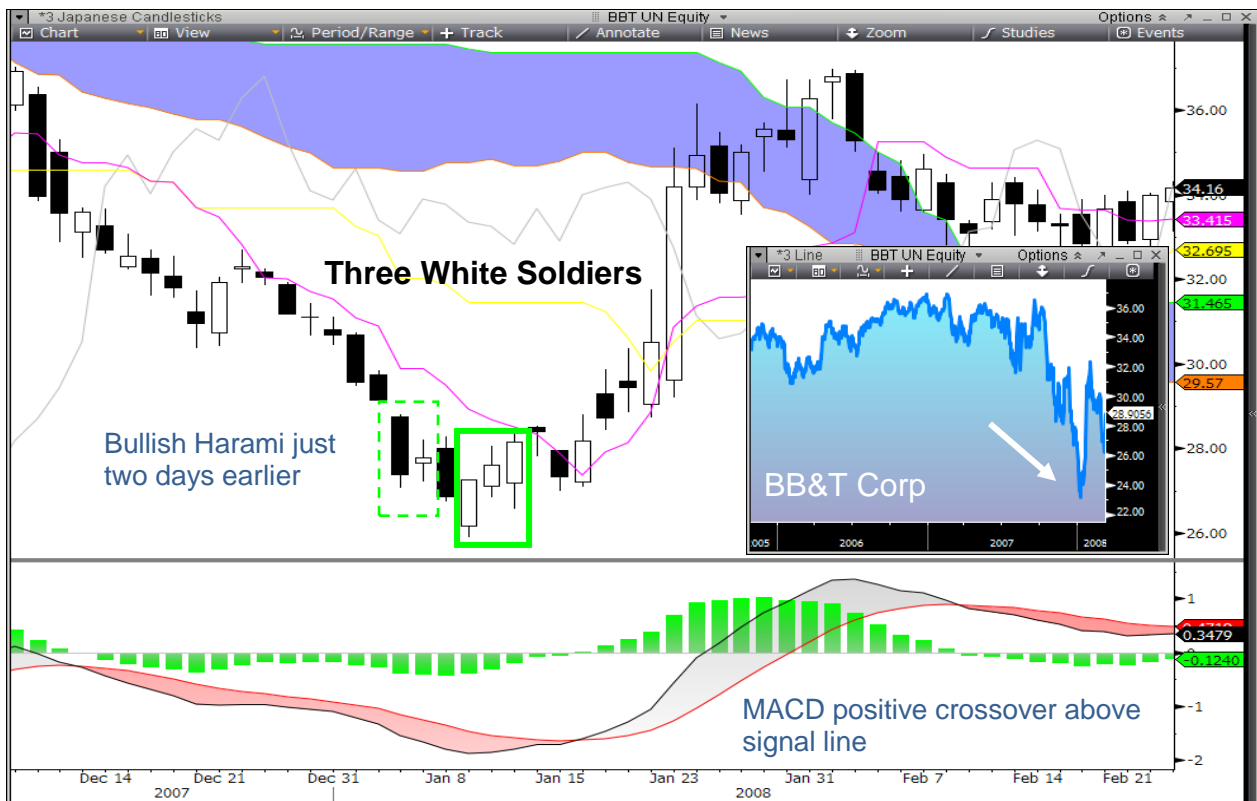 *3 Japanese Candlesticks
BBT UN Equity
Options
Chart
View
Period/Range
Track
Annotate
News
Zoom
Studies
Events
36.00
34.16
33.415
32.695
32.00
31.465
30.00
29.57
28.00
26.00
Three White Soldiers
Bullish Harami just
two days earlier
*3 Line
BBT UN Equity
Options
36.00
34.00
32.00
30.00
28.9056
28.00
26.00
24.00
22.00
BB&T Corp
2006
2007
2008
1
0.3479
-0.1240
-1
-2
MACD positive crossover above
signal line
Dec 14
Dec 21
Dec 31
Jan 8
Jan 15
Jan 23
Jan 31
Feb 7
Feb 14
Feb 21
2007
2008